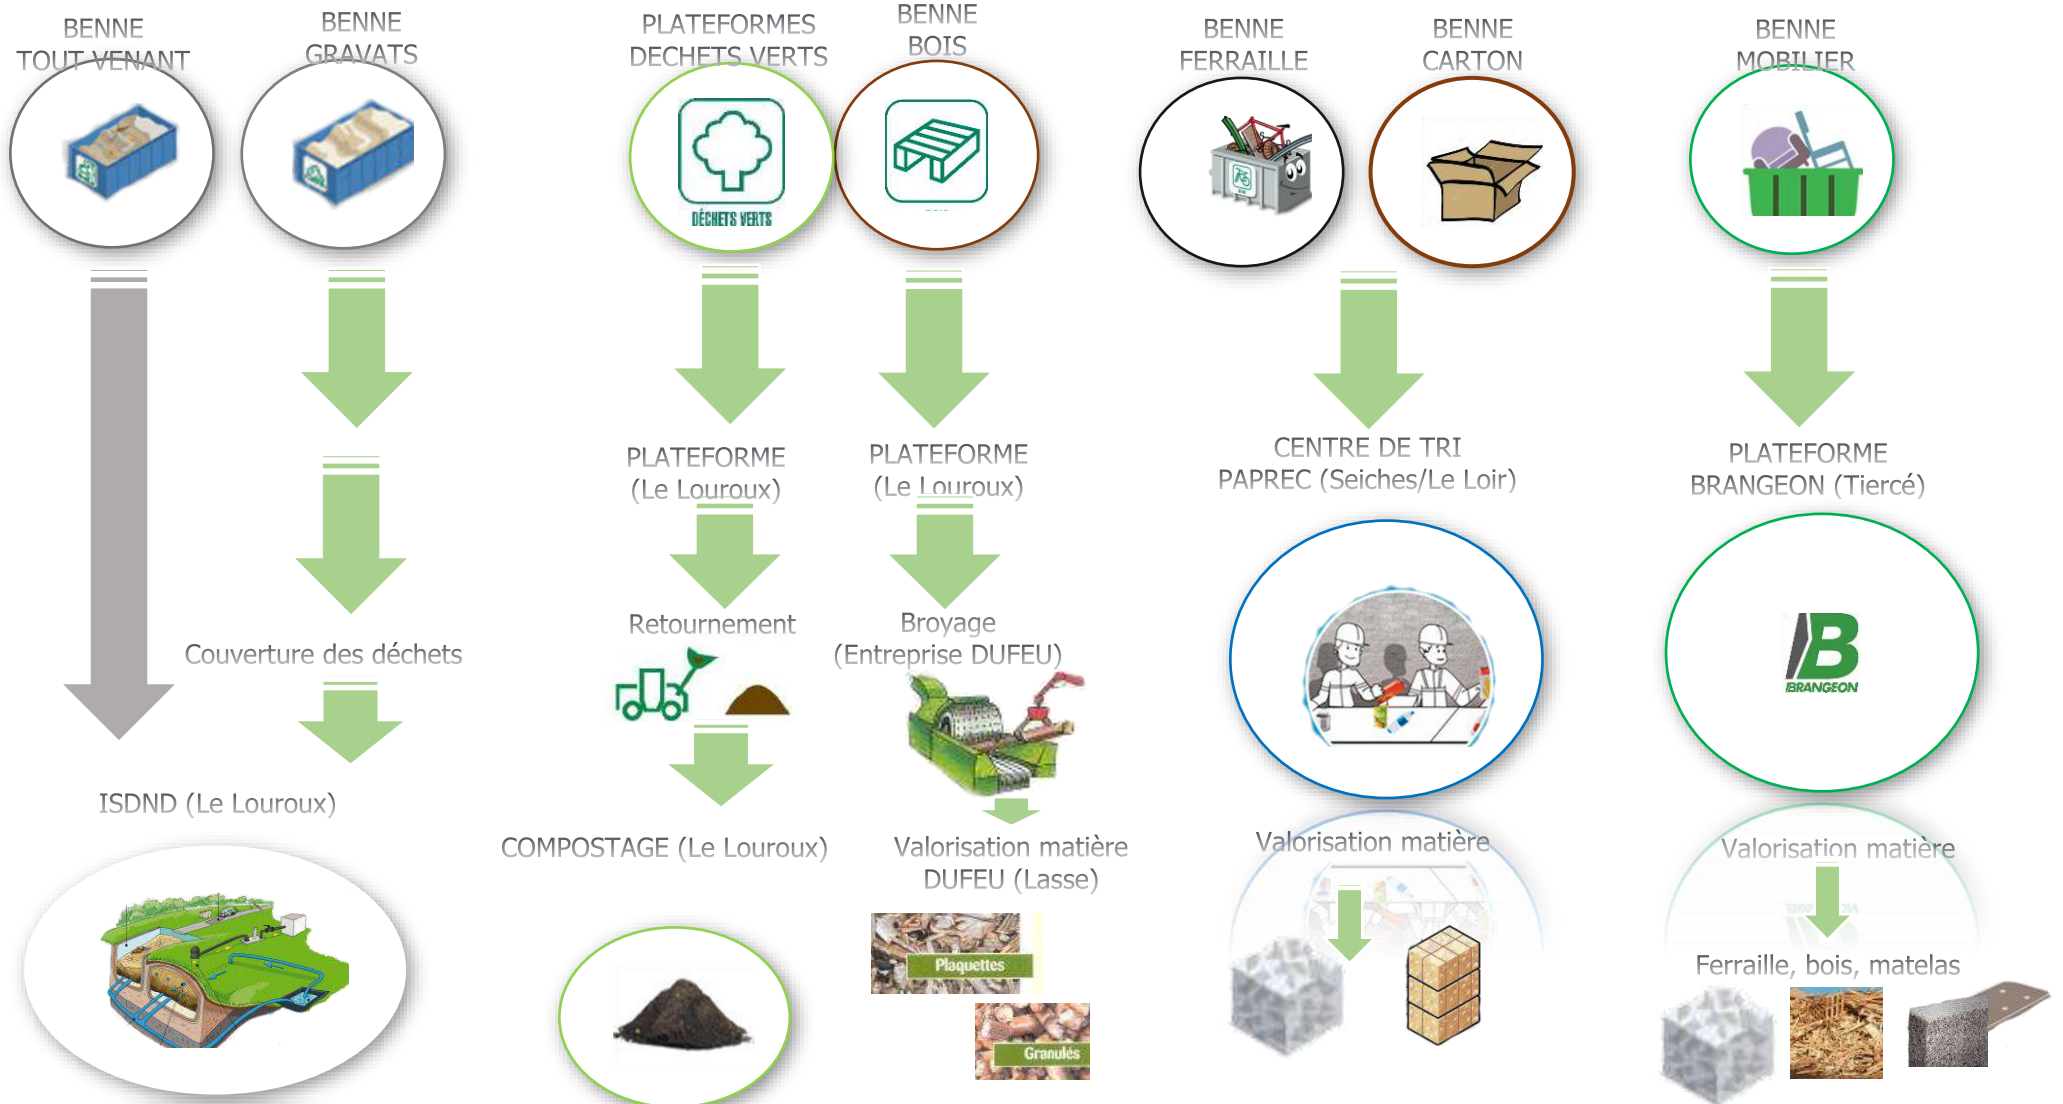 BENNE
TOUT VENANT
BENNE
GRAVATS
PLATEFORMES
DECHETS VERTS
BENNE
BOIS
BENNE
FERRAILLE
BENNE
CARTON
BENNE
MOBILIER
DÉCHETS VERTS
PLATEFORME
(Le Louroux)
PLATEFORME
(Le Louroux)
CENTRE DE TRI
PAPREC (Seiches/Le Loir)
PLATEFORME
BRANGEON (Tiercé)
Couverture des déchets
Retournement
Broyage
(Entreprise DUFEU)
BRANGEON
ISDND (Le Louroux)
COMPOSTAGE (Le Louroux)
Valorisation matière
DUFEU (Lasse)
Valorisation matière
Valorisation matière
Plaquettes
Granulés
Ferraille, bois, matelas